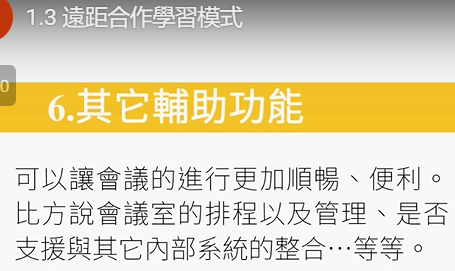 1.3 遠距合作學習模式
0
6.其它輔助功能
可以讓會議的進行更加順暢、便利。
比方說會議室的排程以及管理、是否
支援與其它內部系統的整合…等等。